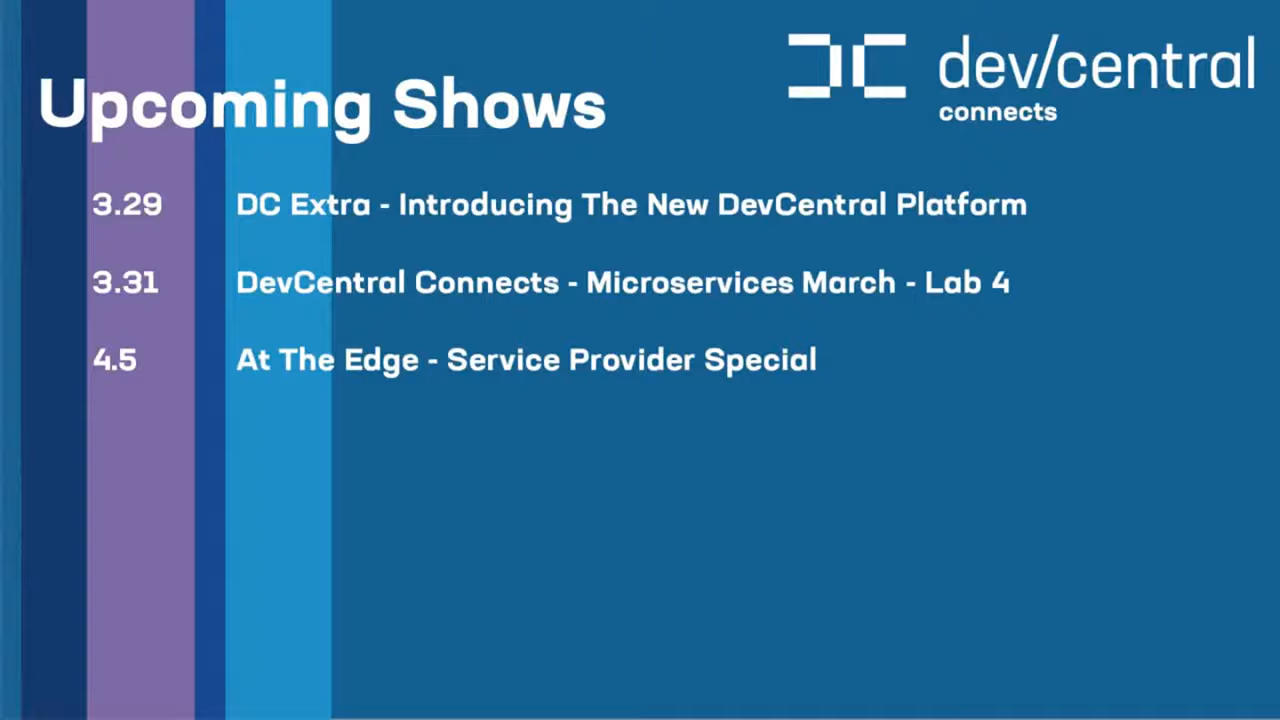 Upcoming Shows
DC dev/central
connects
3.29 DC Extra - Introducing The New DevCentral Platform
3.31 DevCentral Connects - Microservices March - Lab 4
4.5 At The Edge - Service Provider Special